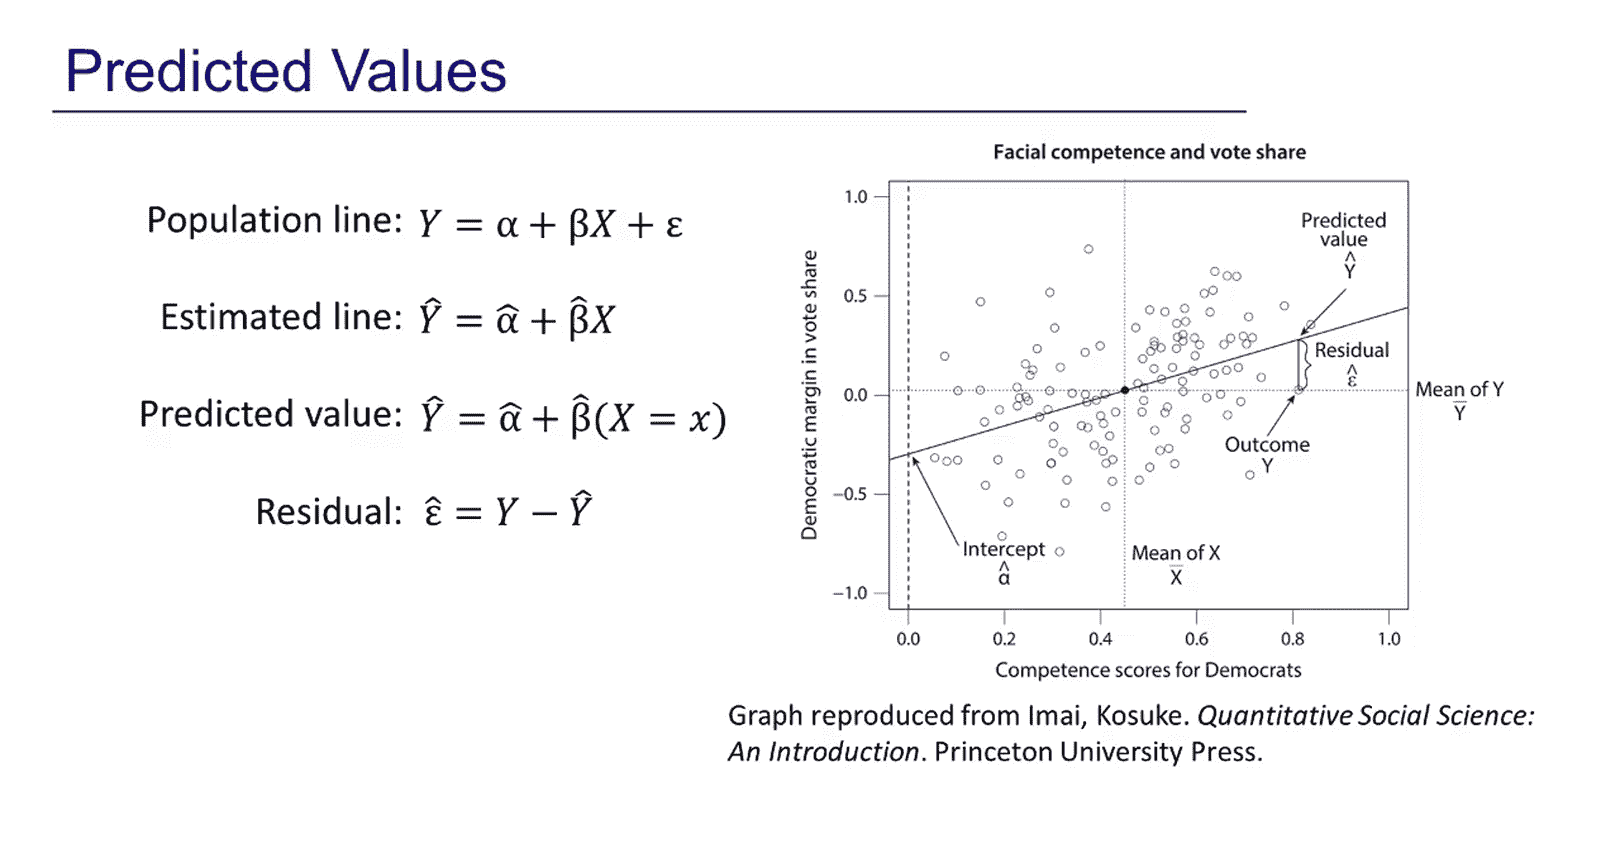 Predicted Values
Population line: Y = α + βX + ε
Estimated line: Ŷ = α̂ + β̂X
Predicted value: Ŷ = α̂ + β̂(X = x)
Residual: ε̂ = Y − Ŷ
Facial competence and vote share
Democratic margin in vote share
1.0
0.5
0.0
−0.5
−1.0
Predicted
value
Ŷ
Residual
ε̂
Mean of Y
Y̅
Outcome
Y
Intercept
α̂
Mean of X
X̅
0.0 0.2 0.4 0.6 0.8 1.0
Competence scores for Democrats
Graph reproduced from Imai, Kosuke. Quantitative Social Science:
An Introduction. Princeton University Press.